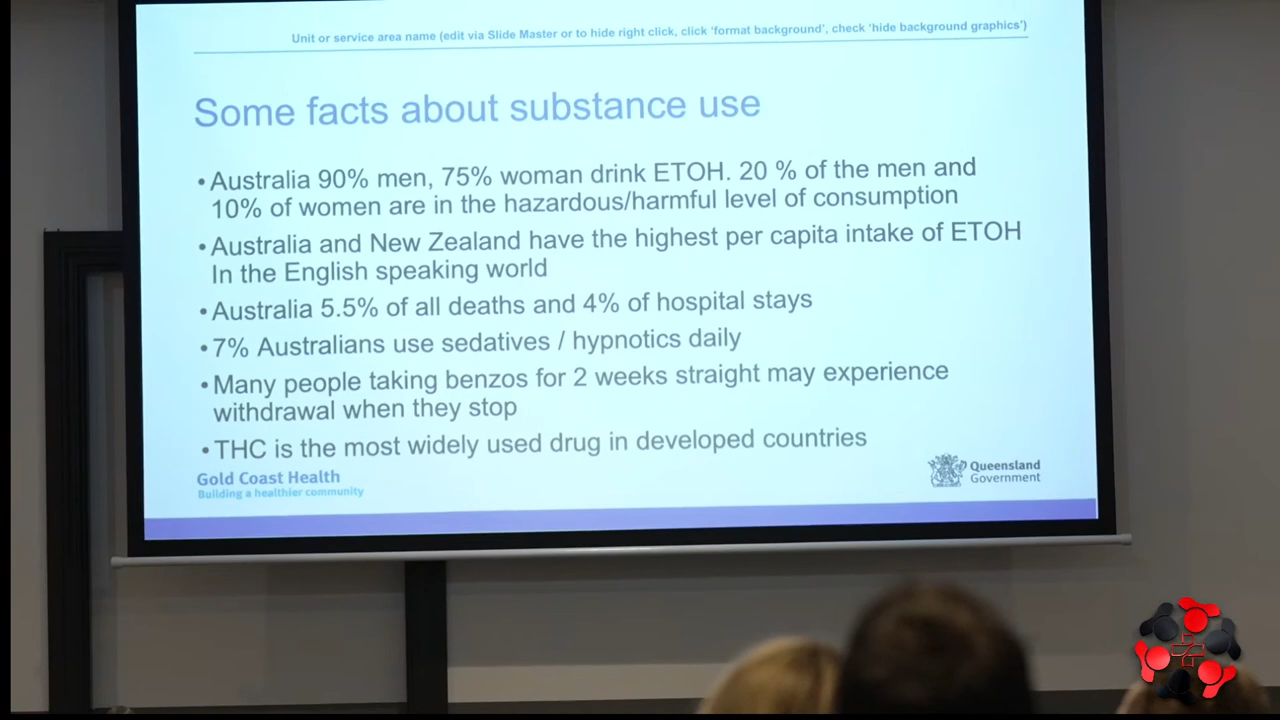 Unit or service area name (edit via Slide Master or to hide right click, click ‘format background’, check ‘hide background graphics’)
Some facts about substance use
•Australia 90% men, 75% woman drink ETOH. 20 % of the men and
10% of women are in the hazardous/harmful level of consumption
•Australia and New Zealand have the highest per capita intake of ETOH
In the English speaking world
•Australia 5.5% of all deaths and 4% of hospital stays
•7% Australians use sedatives / hypnotics daily
•Many people taking benzos for 2 weeks straight may experience
withdrawal when they stop
•THC is the most widely used drug in developed countries
Gold Coast Health
Building a healthier community
Queensland
Government